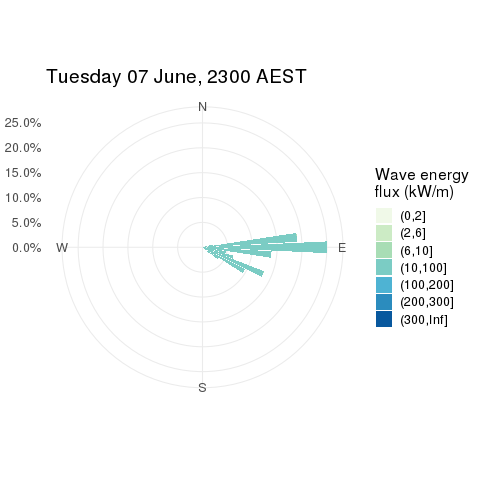 Tuesday 07 June, 2300 AEST
N
25.0%
20.0%
15.0%
10.0%
5.0%
0.0%
W
E
S
Wave energy
flux (kW/m)
(0,2]
(2,6]
(6,10]
(10,100]
(100,200]
(200,300]
(300,Inf]